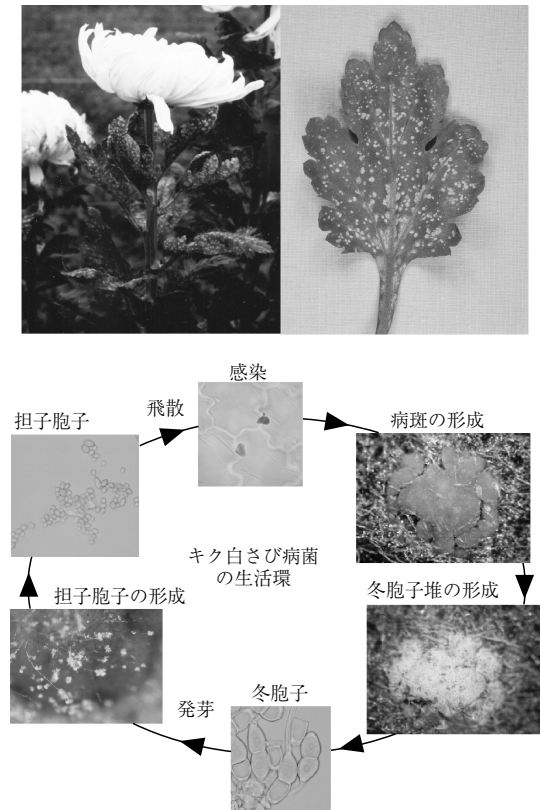 感染
飛散
担子胞子
病斑の形成
キク白さび病菌
の生活環
担子胞子の形成
冬胞子堆の形成
冬胞子
発芽